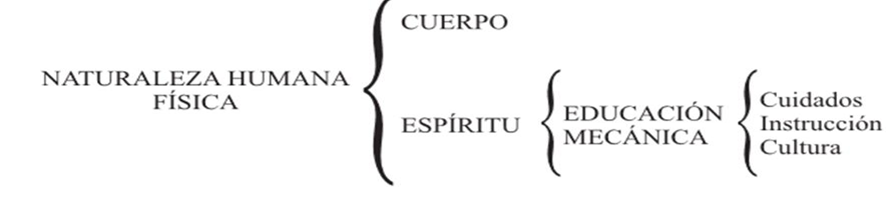 CUERPO
NATURALEZA HUMANA
FÍSICA
ESPÍRITU
EDUCACIÓN
MECÁNICA
Cuidados
Instrucción
Cultura